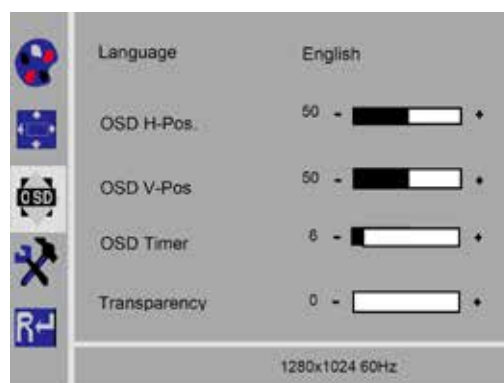 Language English
OSD H-Pos. 50 - +
OSD V-Pos 50 - +
OSD OSD Timer 6 - +
Transparency 0 - +
R
1280x1024 60Hz